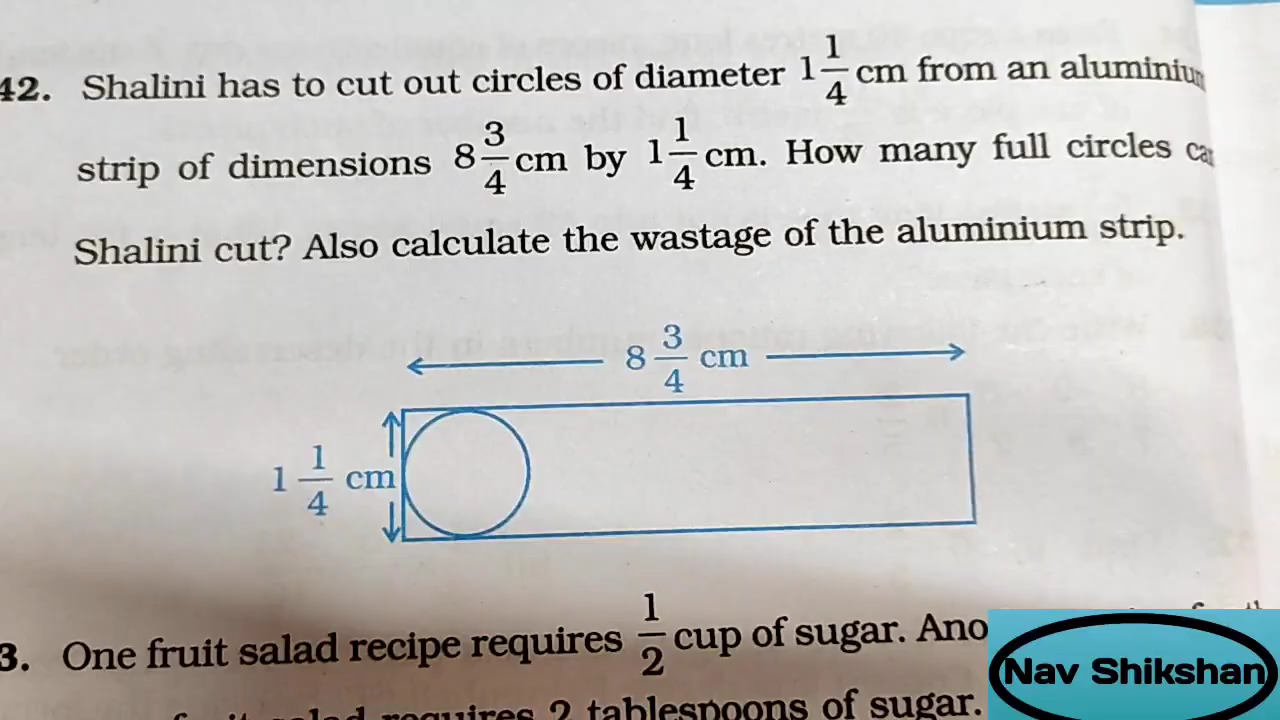 42. Shalini has to cut out circles of diameter 1 1/4 cm from an aluminium
strip of dimensions 8 3/4 cm by 1 1/4 cm. How many full circles
Shalini cut? Also calculate the wastage of the aluminium strip.
8 3/4 cm
1 1/4 cm
3. One fruit salad recipe requires 1/2 cup of sugar.
salad requires 2 tablespoons of sugar.
Nav Shikshan